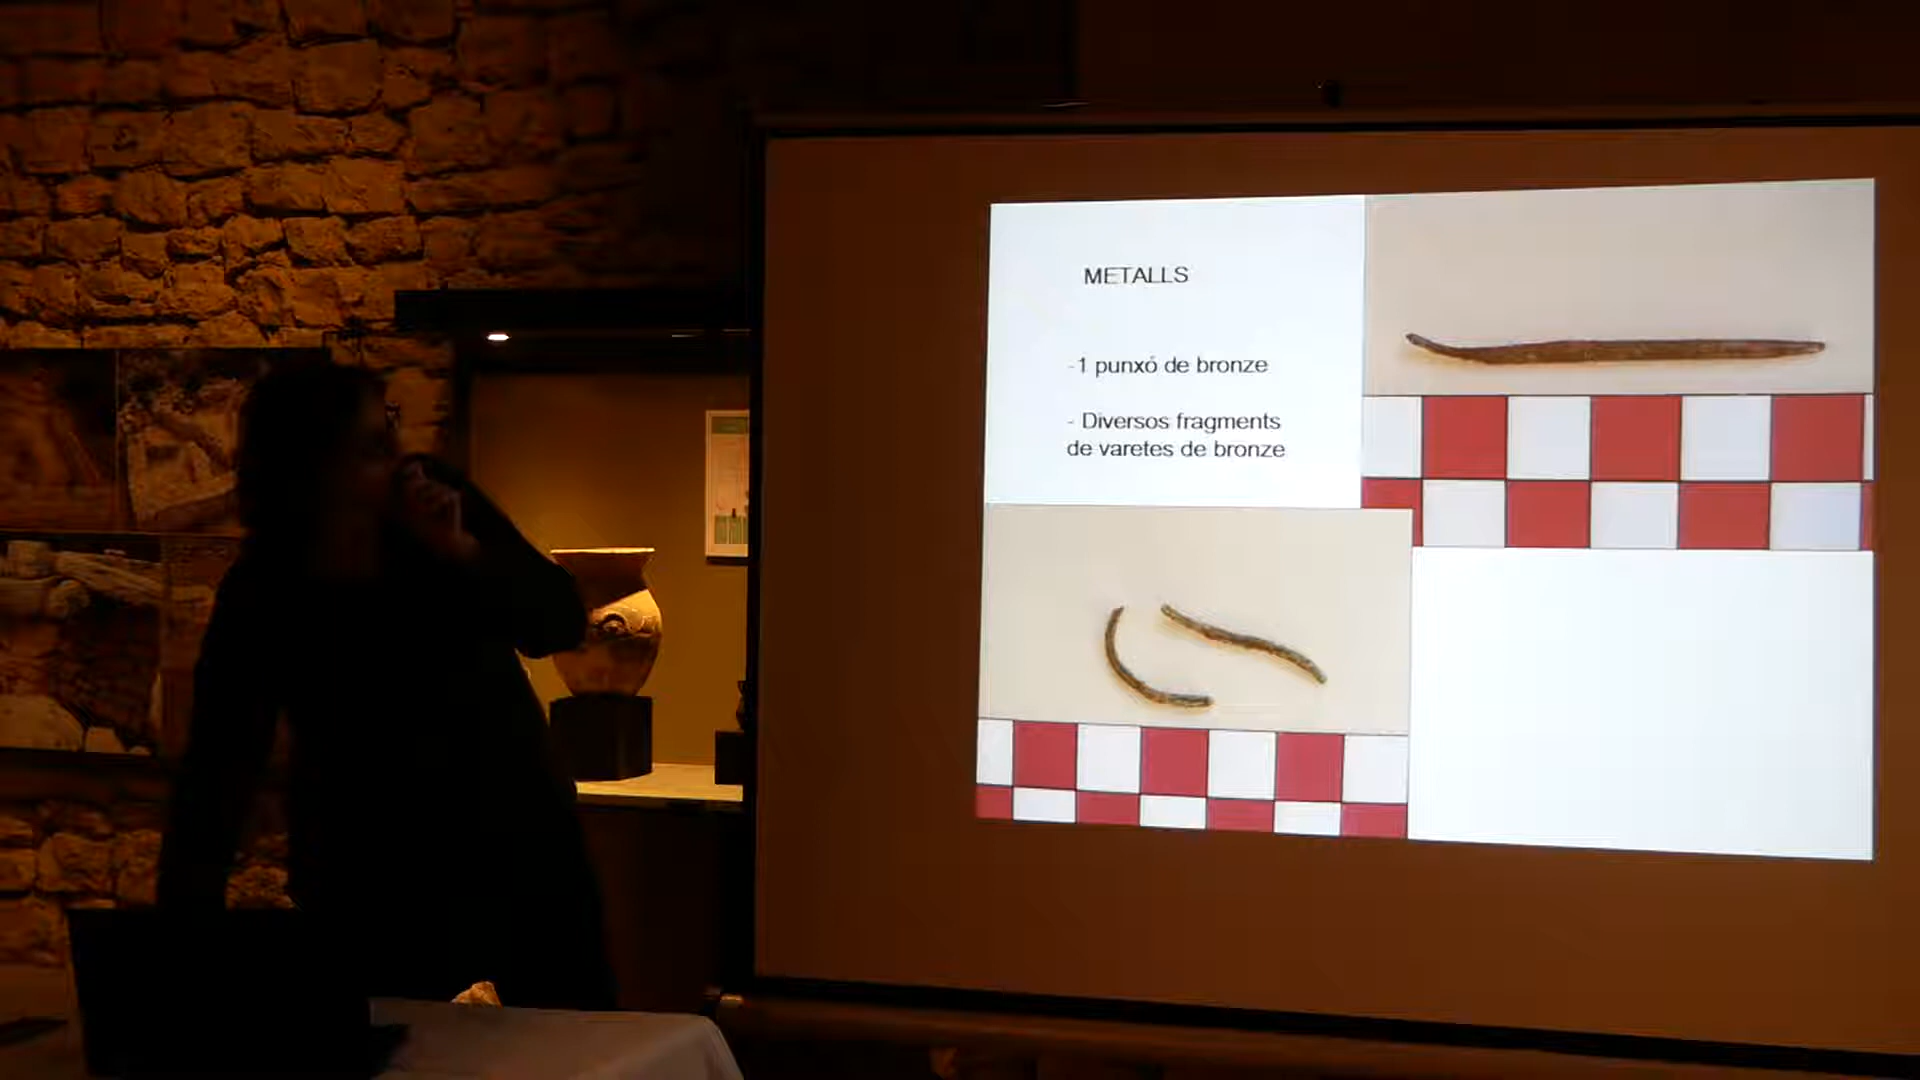 METALLS
-1 punxó de bronze
- Diversos fragments
de varetes de bronze